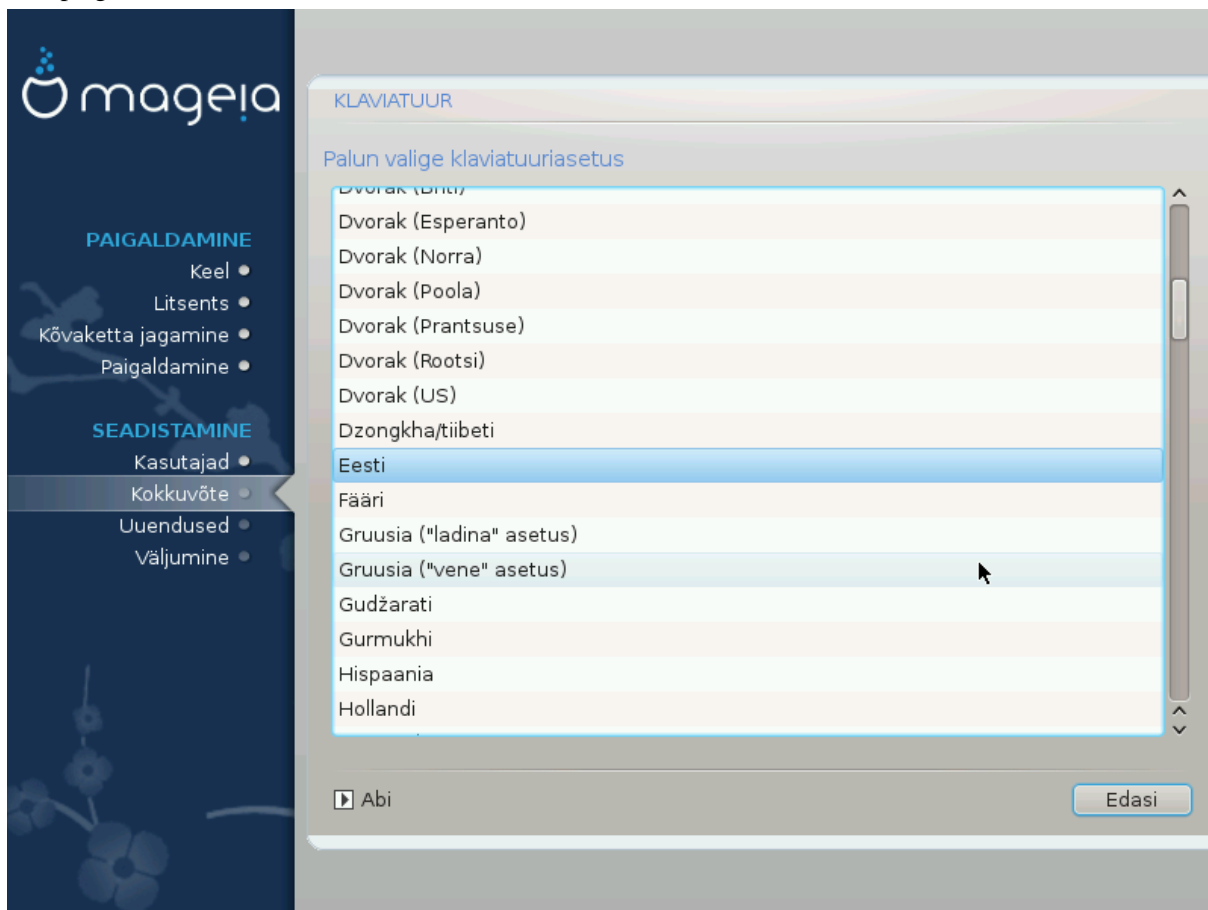 mageia
PAIGALDAMINE
Keel
Litsents
Kõvaketta jagamine
Paigaldamine
SEADISTAMINE
Kasutajad
Kokkuvõte
Uuendused
Väljumine
KLAVIATUUR
Palun valige klaviatuuriasetus
Dvorak (Briti)
Dvorak (Esperanto)
Dvorak (Norra)
Dvorak (Poola)
Dvorak (Prantsuse)
Dvorak (Rootsi)
Dvorak (US)
Dzongkha/tiibeti
Eesti
Fääri
Gruusia ("ladina" asetus)
Gruusia ("vene" asetus)
Gudžarati
Gurmukhi
Hispaania
Hollandi
Abi
Edasi